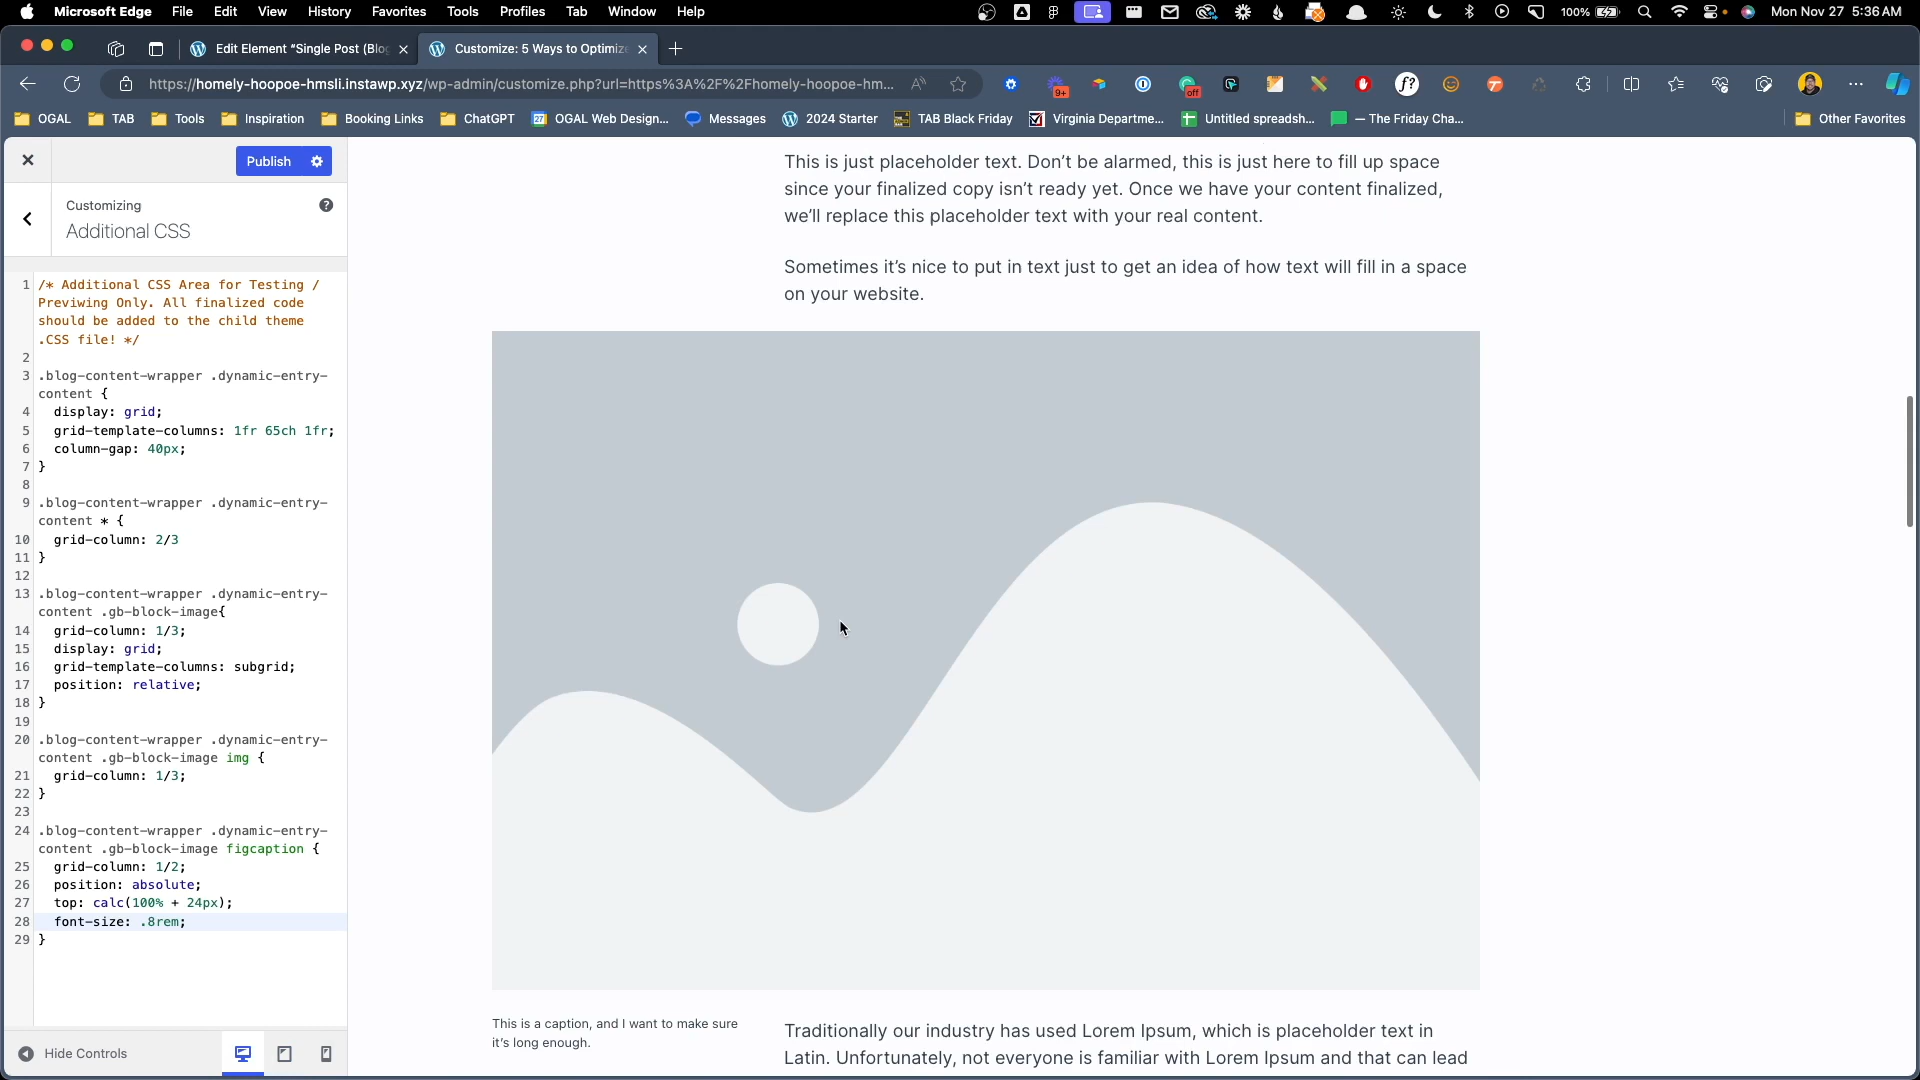 Microsoft Edge File Edit View History Favorites Tools Profiles Tab Window Help
100% Mon Nov 27 5:36 AM
Edit Element "Single Post (Blog
Customize: 5 Ways to Optimize
https://homely-hoopoe-hmsli.instawp.xyz/wp-admin/customize.php?url=https%3A%2F%2Fhomely-hoopoe-hm...
9+
off
f?
OGAL TAB Tools Inspiration Booking Links ChatGPT OGAL Web Design... Messages 2024 Starter TAB Black Friday Virginia Departme... Untitled spreadsh... — The Friday Cha... Other Favorites
Publish
Customizing
Additional CSS
1 /* Additional CSS Area for Testing /
Previwing Only. All finalized code
should be added to the child theme
.CSS file! */
2
3 .blog-content-wrapper .dynamic-entry-
content {
4 display: grid;
5 grid-template-columns: 1fr 65ch 1fr;
6 column-gap: 40px;
7 }
8
9 .blog-content-wrapper .dynamic-entry-
content * {
10 grid-column: 2/3
11 }
12
13 .blog-content-wrapper .dynamic-entry-
content .gb-block-image{
14 grid-column: 1/3;
15 display: grid;
16 grid-template-columns: subgrid;
17 position: relative;
18 }
19
20 .blog-content-wrapper .dynamic-entry-
content .gb-block-image img {
21 grid-column: 1/3;
22 }
23
24 .blog-content-wrapper .dynamic-entry-
content .gb-block-image figcaption {
25 grid-column: 1/2;
26 position: absolute;
27 top: calc(100% + 24px);
28 font-size: .8rem;
29 }
Hide Controls
This is just placeholder text. Don't be alarmed, this is just here to fill up space
since your finalized copy isn't ready yet. Once we have your content finalized,
we'll replace this placeholder text with your real content.
Sometimes it's nice to put in text just to get an idea of how text will fill in a space
on your website.
This is a caption, and I want to make sure
it's long enough.
Traditionally our industry has used Lorem Ipsum, which is placeholder text in
Latin. Unfortunately, not everyone is familiar with Lorem Ipsum and that can lead